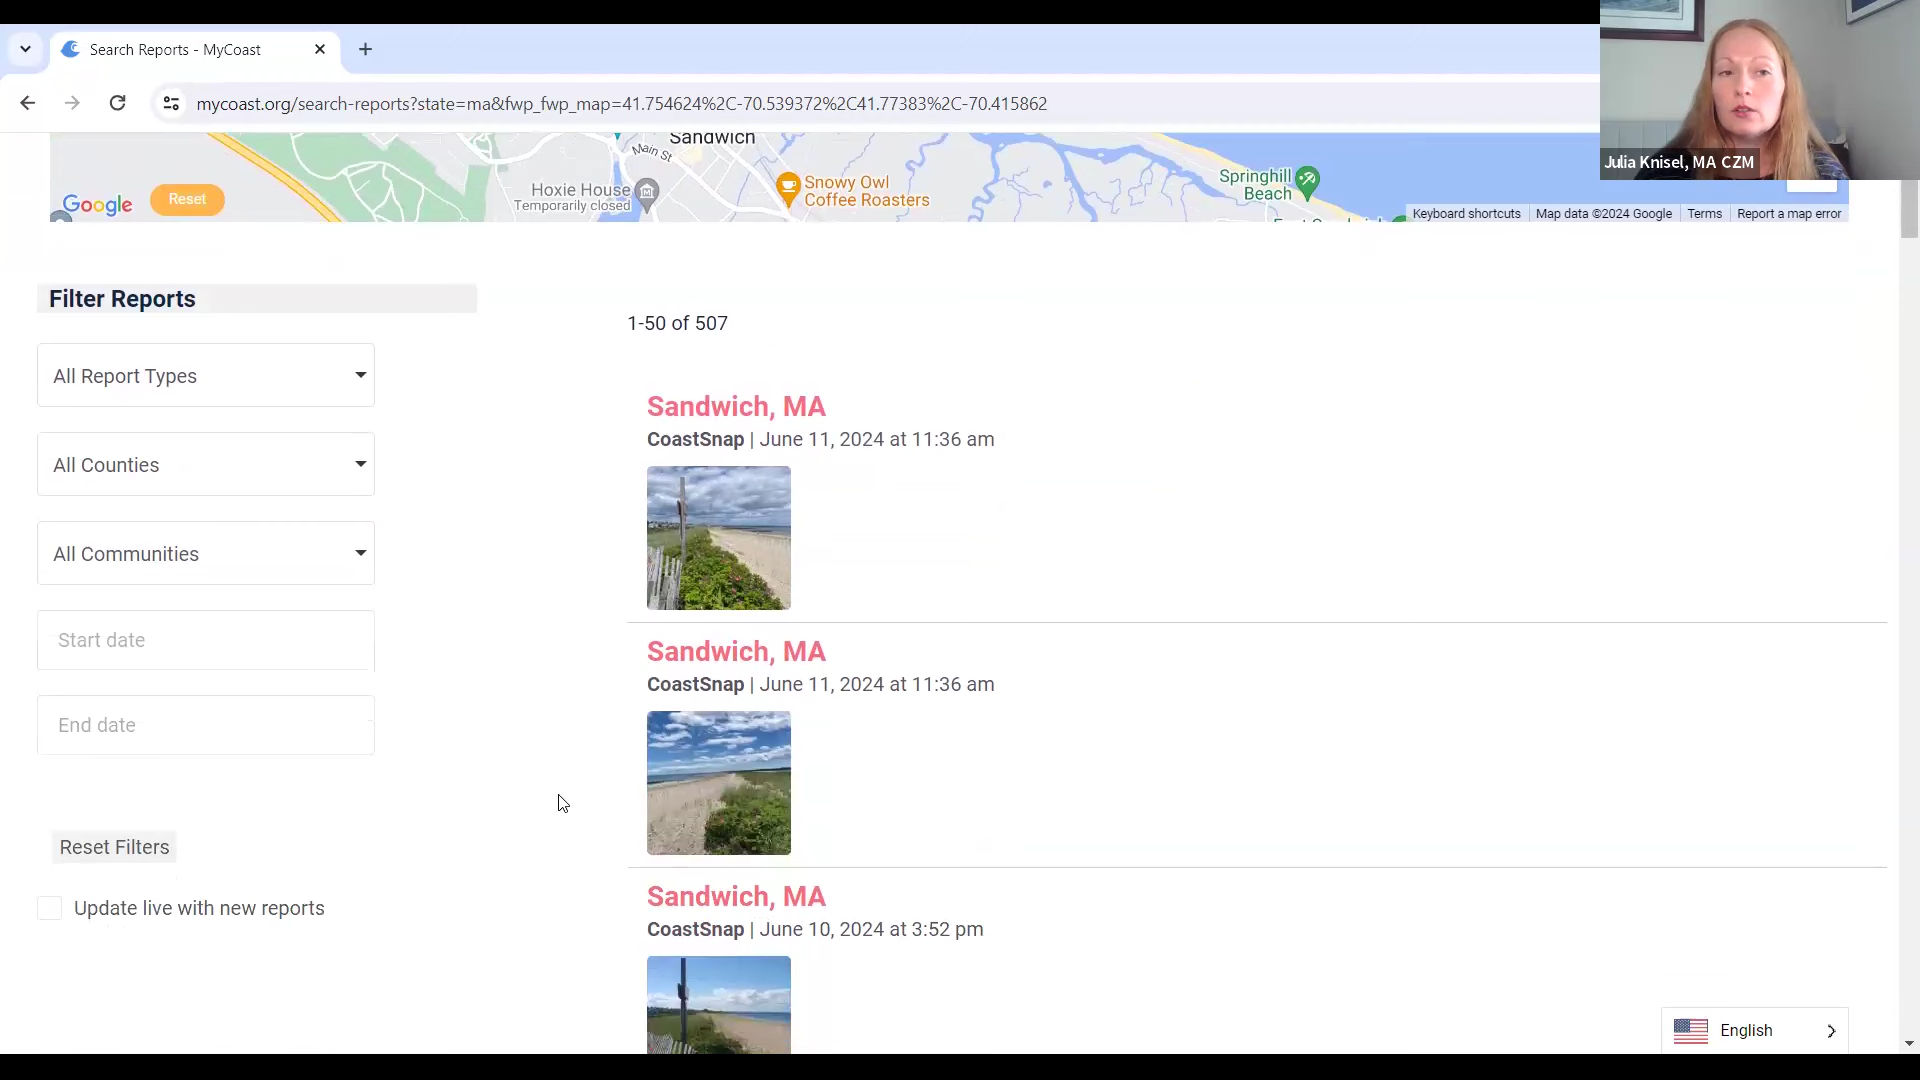 Search Reports - MyCoast
mycoast.org/search-reports?state=ma&fwp_fwp_map=41.754624%2C-70.539372%2C41.77383%2C-70.415862
Julia Knisel, MA CZM
Sandwich
Main St
Hoxie House
Temporarily closed
Snowy Owl
Coffee Roasters
Springhill
Beach
Google
Reset
Keyboard shortcuts
Map data ©2024 Google
Terms
Report a map error
Filter Reports
All Report Types
All Counties
All Communities
Start date
End date
Reset Filters
Update live with new reports
1-50 of 507
Sandwich, MA
CoastSnap | June 11, 2024 at 11:36 am
Sandwich, MA
CoastSnap | June 11, 2024 at 11:36 am
Sandwich, MA
CoastSnap | June 10, 2024 at 3:52 pm
English